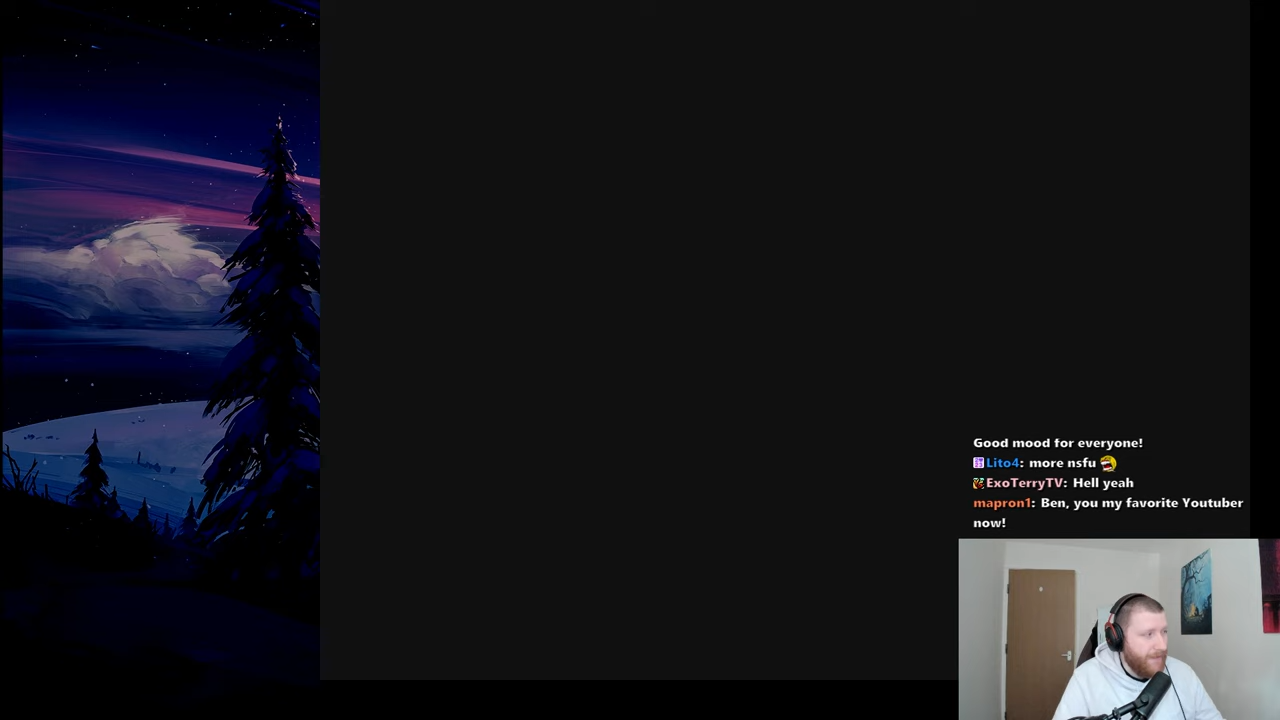 Good mood for everyone!
Lito4: more nsfu
ExoTerryTV: Hell yeah
mapron1: Ben, you my favorite Youtuber
now!